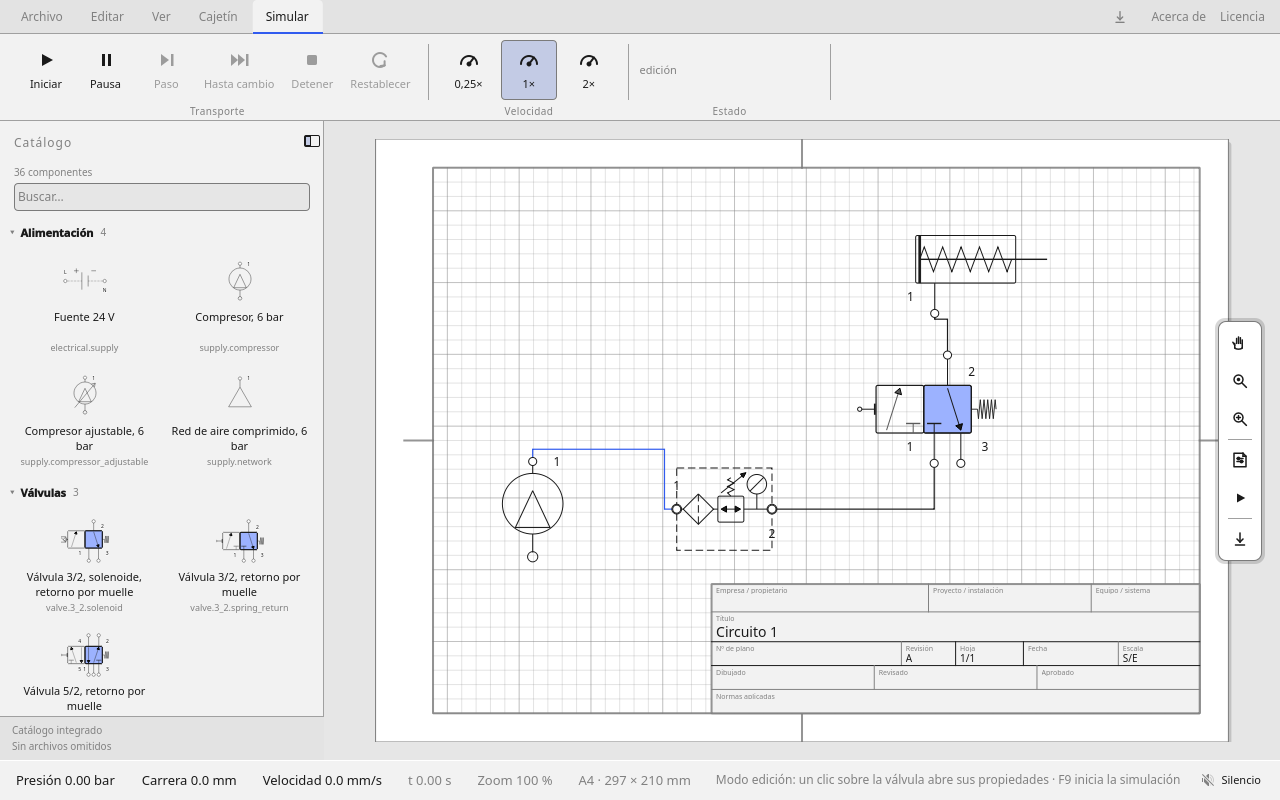 Archivo Editar Ver Cajetín Simular Acerca de Licencia
Iniciar Pausa Paso Hasta cambio Detener Restablecer 0,25× 1× 2× edición
Transporte Velocidad Estado
Catálogo
36 componentes
Buscar...
Alimentación 4
Fuente 24 V
electrical.supply
Compresor, 6 bar
supply.compressor
Compresor ajustable, 6 bar
supply.compressor_adjustable
Red de aire comprimido, 6 bar
supply.network
Válvulas 3
Válvula 3/2, solenoide, retorno por muelle
valve.3_2.solenoid
Válvula 3/2, retorno por muelle
valve.3_2.spring_return
Válvula 5/2, retorno por muelle
Catálogo integrado
Sin archivos omitidos
1
2
1 3
1
1
2
Empresa / propietario Proyecto / instalación Equipo / sistema
Título
Circuito 1
Nº de plano Revisión Hoja Fecha Escala
A 1/1 S/E
Dibujado Revisado Aprobado
Normas aplicadas
Presión 0.00 bar Carrera 0.0 mm Velocidad 0.0 mm/s t 0.00 s Zoom 100 % A4 · 297 × 210 mm Modo edición: un clic sobre la válvula abre sus propiedades · F9 inicia la simulación Silencio